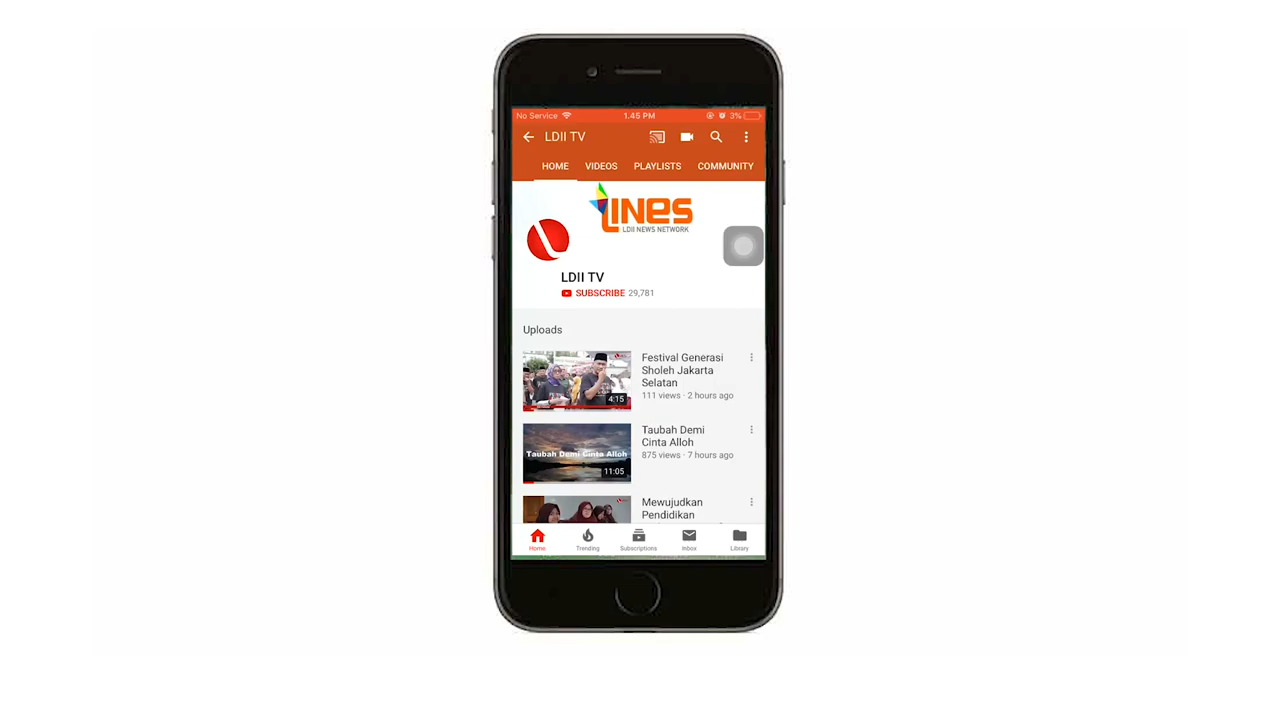 No Service 1.45 PM 3%
LDII TV
HOME VIDEOS PLAYLISTS COMMUNITY
LINES
LDII NEWS NETWORK
LDII TV
SUBSCRIBE 29,781
Uploads
Festival Generasi
Sholeh Jakarta
Selatan
111 views · 2 hours ago
4:15
Taubah Demi
Cinta Alloh
875 views · 7 hours ago
Taubah Demi Cinta Alloh
11:05
Mewujudkan
Pendidikan
Home Trending Subscriptions Inbox Library